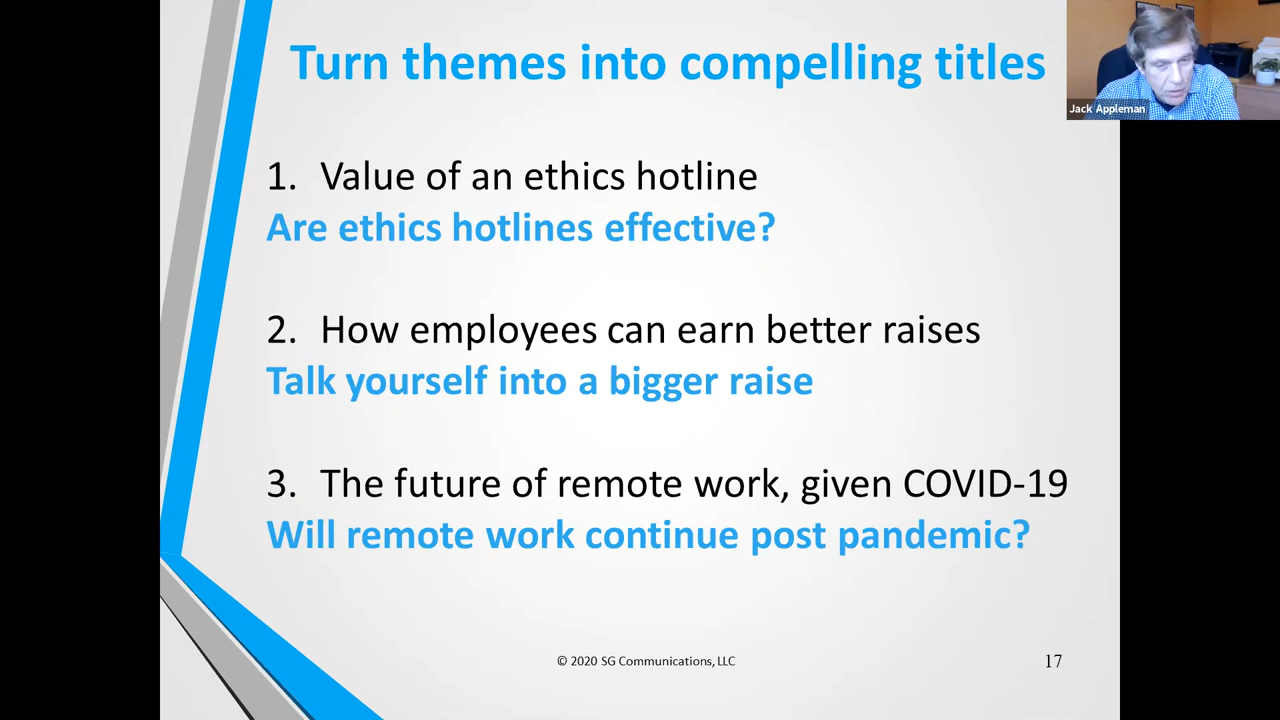 Turn themes into compelling titles
Jack Appleman
1. Value of an ethics hotline
Are ethics hotlines effective?
2. How employees can earn better raises
Talk yourself into a bigger raise
3. The future of remote work, given COVID-19
Will remote work continue post pandemic?
© 2020 SG Communications, LLC
17